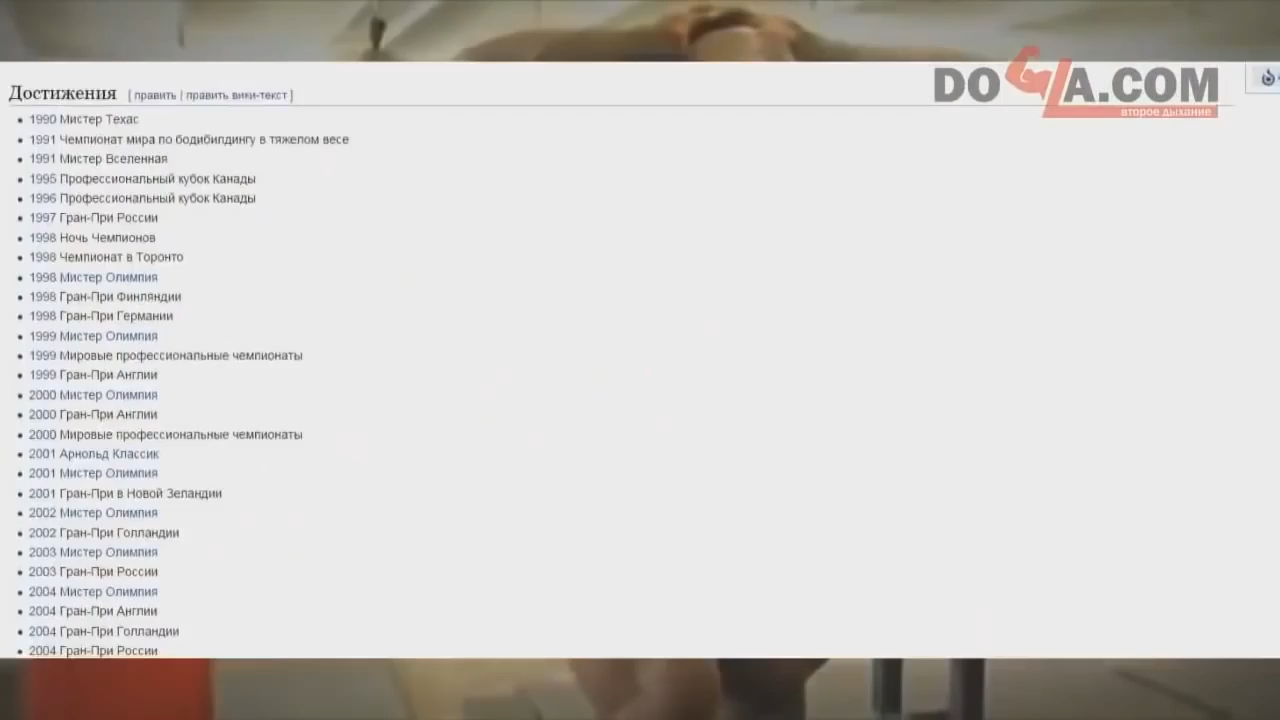 DO4A.COM
второе дыхание
Достижения [ править | править вики-текст ]
1990 Мистер Техас
1991 Чемпионат мира по бодибилдингу в тяжелом весе
1991 Мистер Вселенная
1995 Профессиональный кубок Канады
1996 Профессиональный кубок Канады
1997 Гран-При России
1998 Ночь Чемпионов
1998 Чемпионат в Торонто
1998 Мистер Олимпия
1998 Гран-При Финляндии
1998 Гран-При Германии
1999 Мистер Олимпия
1999 Мировые профессиональные чемпионаты
1999 Гран-При Англии
2000 Мистер Олимпия
2000 Гран-При Англии
2000 Мировые профессиональные чемпионаты
2001 Арнольд Классик
2001 Мистер Олимпия
2001 Гран-При в Новой Зеландии
2002 Мистер Олимпия
2002 Гран-При Голландии
2003 Мистер Олимпия
2003 Гран-При России
2004 Мистер Олимпия
2004 Гран-При Англии
2004 Гран-При Голландии
2004 Гран-При России